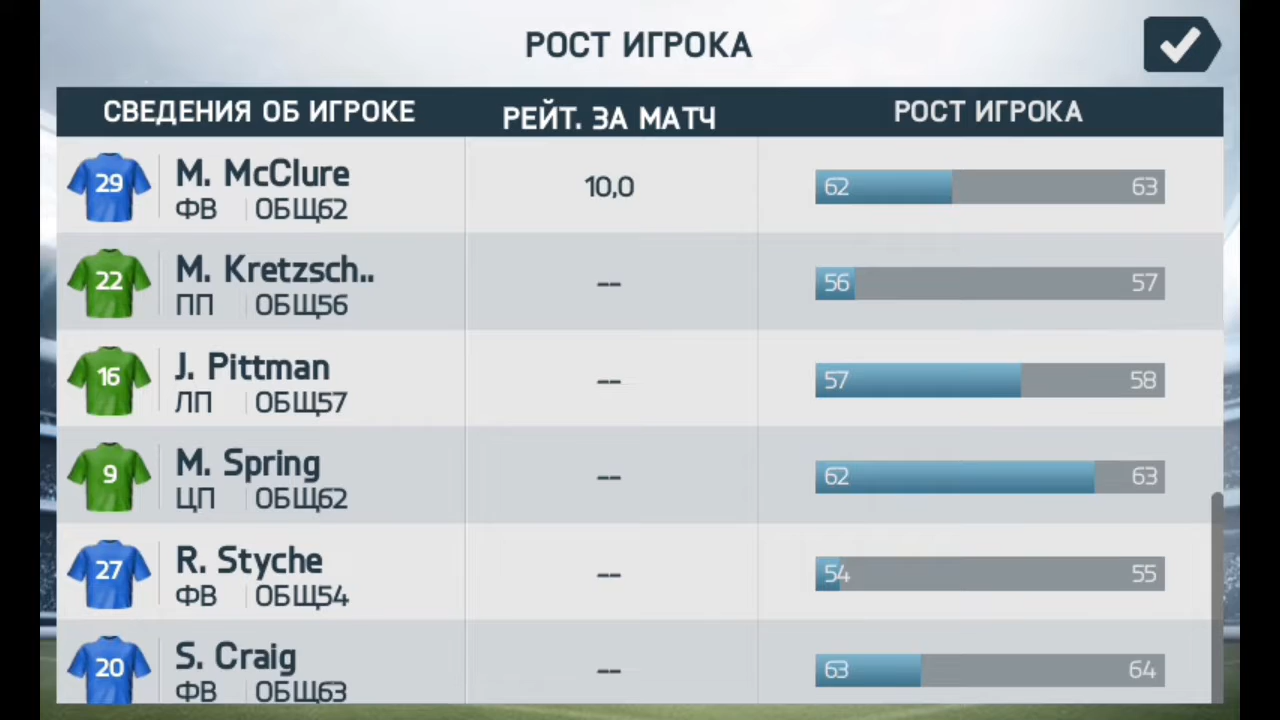 РОСТ ИГРОКА
СВЕДЕНИЯ ОБ ИГРОКЕ РЕЙТ. ЗА МАТЧ РОСТ ИГРОКА
29 M. McClure 10,0 62 63
ФВ ОБЩ62
22 M. Kretzsch.. -- 56 57
ПП ОБЩ56
16 J. Pittman -- 57 58
ЛП ОБЩ57
9 M. Spring -- 62 63
ЦП ОБЩ62
27 R. Styche -- 54 55
ФВ ОБЩ54
20 S. Craig -- 63 64
ФВ ОБЩ63